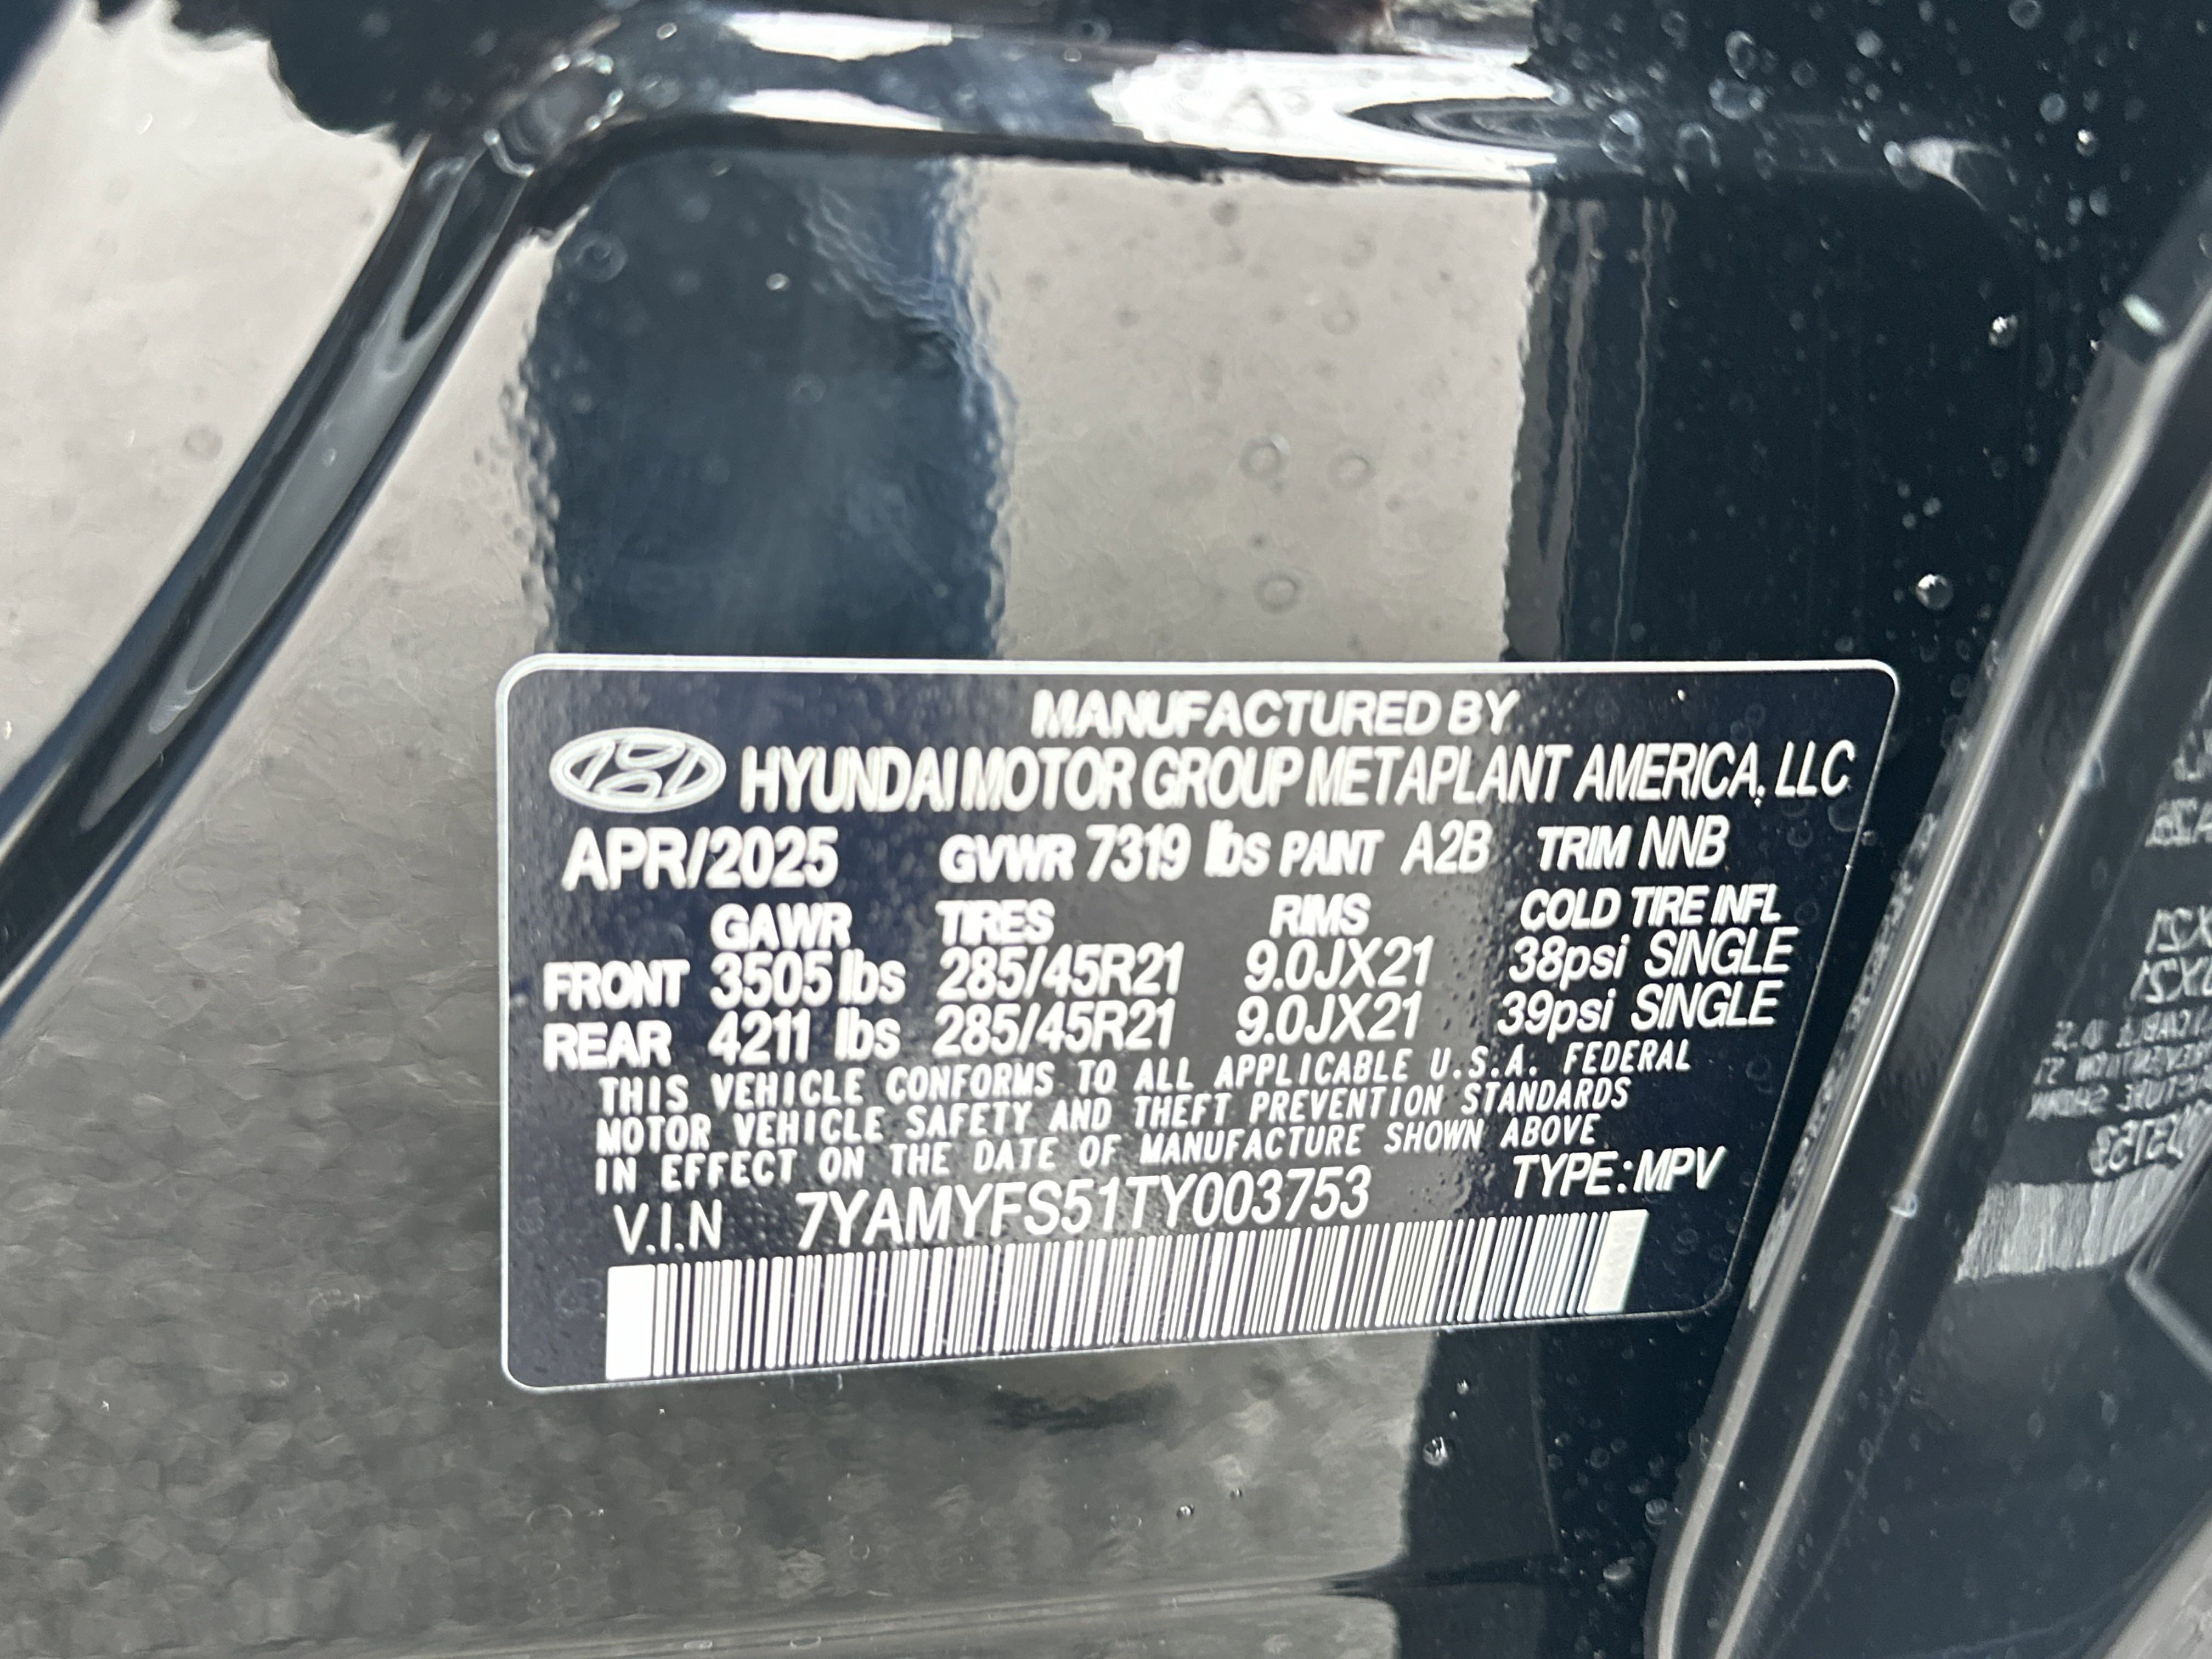 MANUFACTURED BY
HYUNDAI MOTOR GROUP METAPLANT AMERICA, LLC
APR/2025 GVWR 7319 lbs PANT A2B TRIM NNB
GAWR TIRES RIMS COLD TIRE INFL
FRONT 3505 lbs 285/45R21 9.0JX21 38psi SINGLE
REAR 4211 lbs 285/45R21 9.0JX21 39psi SINGLE
THIS VEHICLE CONFORMS TO ALL APPLICABLE U.S.A. FEDERAL
MOTOR VEHICLE SAFETY AND THEFT PREVENTION STANDARDS
IN EFFECT ON THE DATE OF MANUFACTURE SHOWN ABOVE
V.I.N 7YAMYFS51TY003753 TYPE:MPV